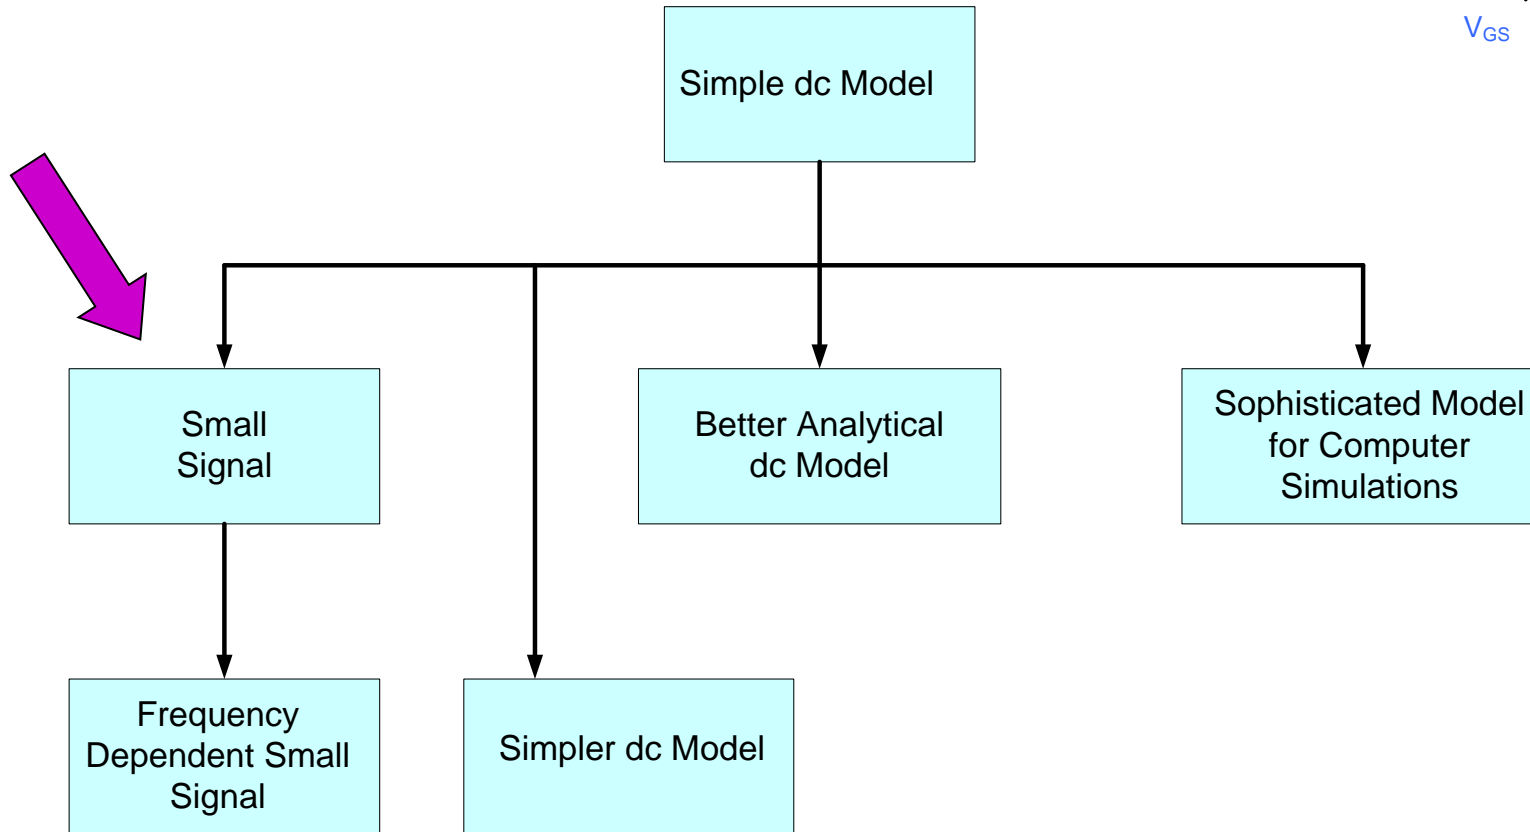 V_GS
Simple dc Model
Small
Signal
Better Analytical
dc Model
Sophisticated Model
for Computer
Simulations
Frequency
Dependent Small
Signal
Simpler dc Model